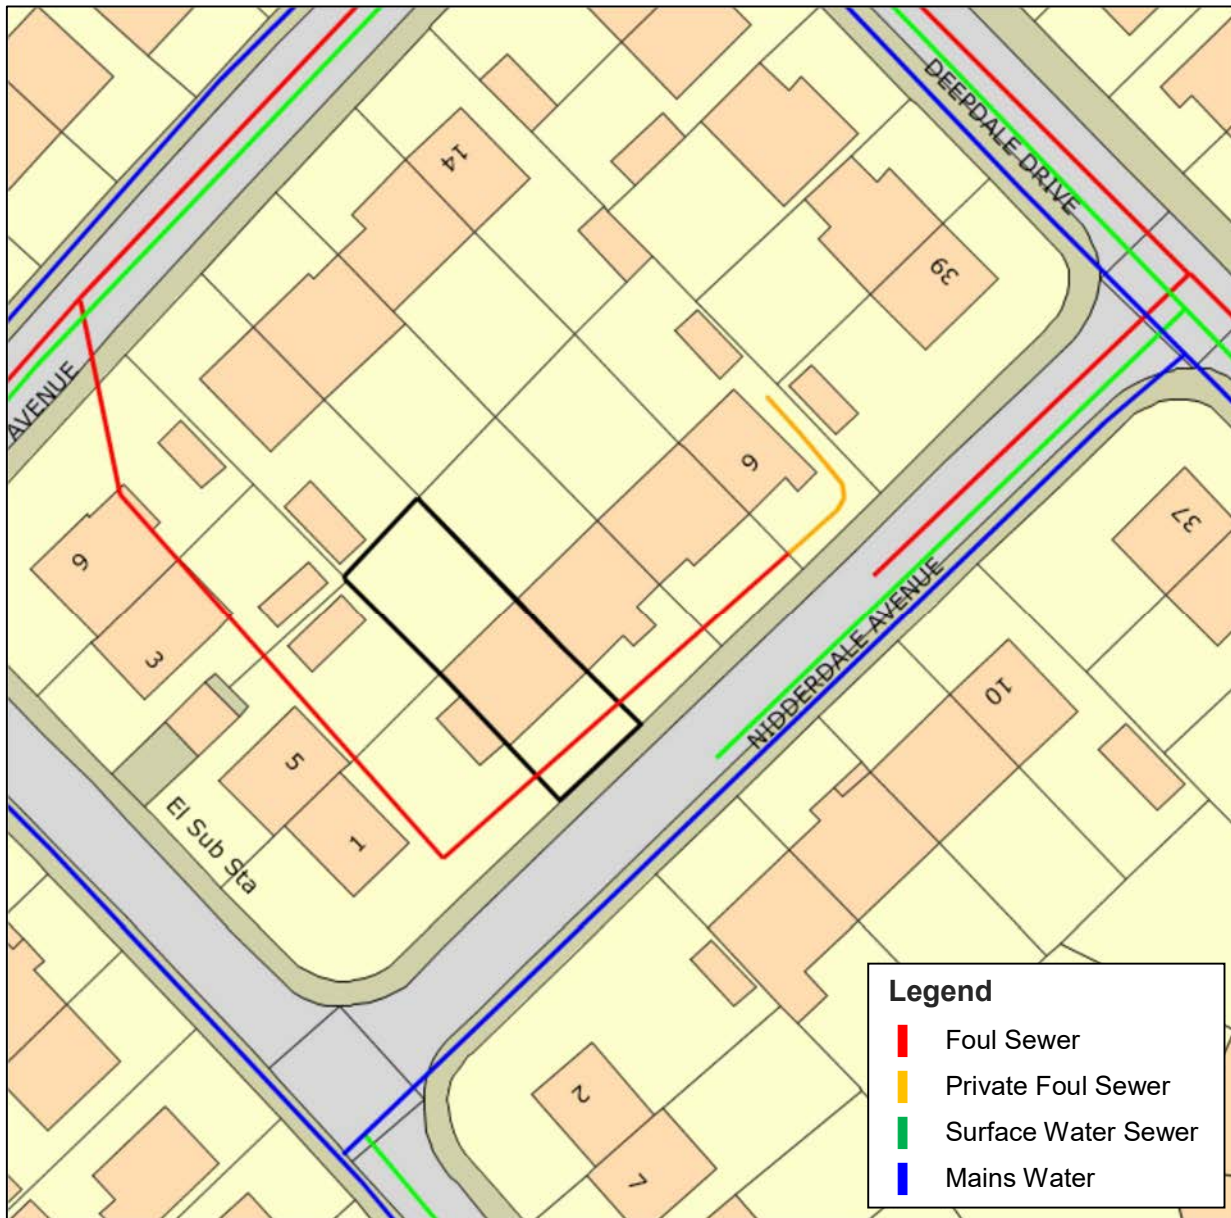 DEEPDALE DRIVE
14
39
AVENUE
9
37
6
3
NIDDERDALE AVENUE
10
5
1
El Sub Sta
2
7
Legend
Foul Sewer
Private Foul Sewer
Surface Water Sewer
Mains Water